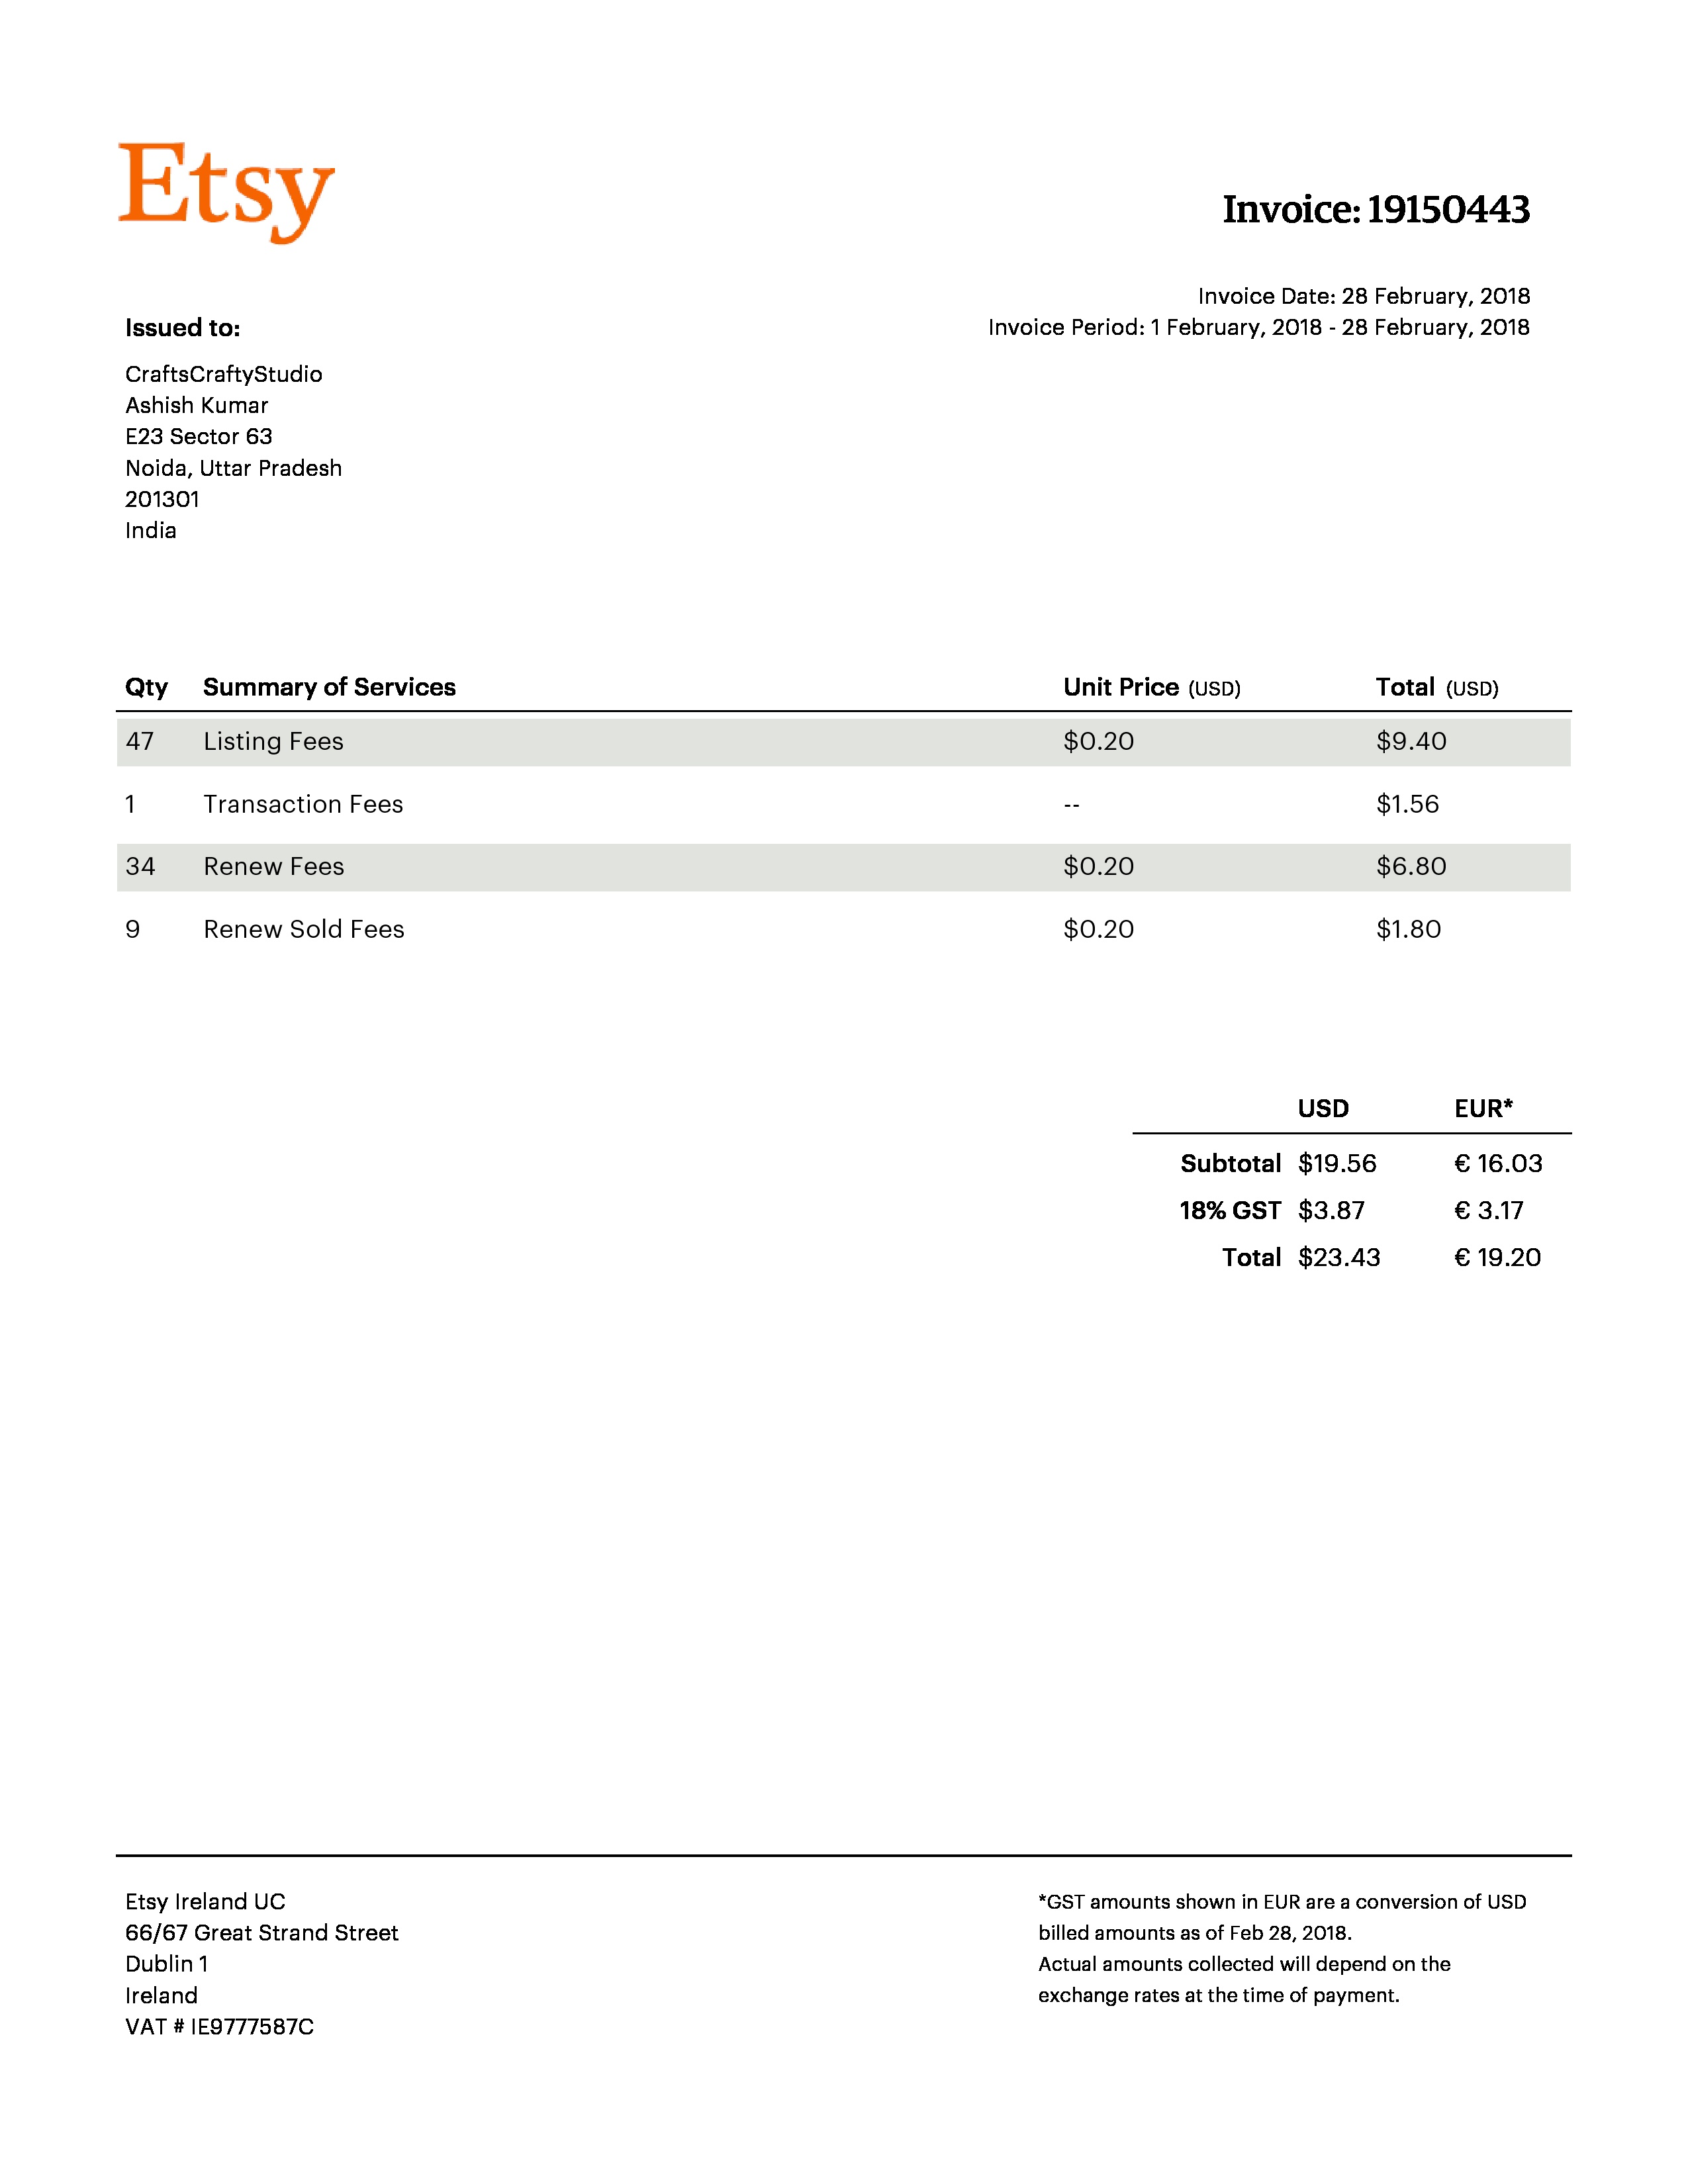 Etsy
Invoice: 19150443
Invoice Date: 28 February, 2018
Invoice Period: 1 February, 2018 - 28 February, 2018
Issued to:
CraftsCraftyStudio
Ashish Kumar
E23 Sector 63
Noida, Uttar Pradesh
201301
India
Qty Summary of Services Unit Price (USD) Total (USD)
47 Listing Fees $0.20 $9.40
1 Transaction Fees -- $1.56
34 Renew Fees $0.20 $6.80
9 Renew Sold Fees $0.20 $1.80
USD EUR*
Subtotal $19.56 € 16.03
18% GST $3.87 € 3.17
Total $23.43 € 19.20
Etsy Ireland UC
66/67 Great Strand Street
Dublin 1
Ireland
VAT # IE9777587C
*GST amounts shown in EUR are a conversion of USD
billed amounts as of Feb 28, 2018.
Actual amounts collected will depend on the
exchange rates at the time of payment.